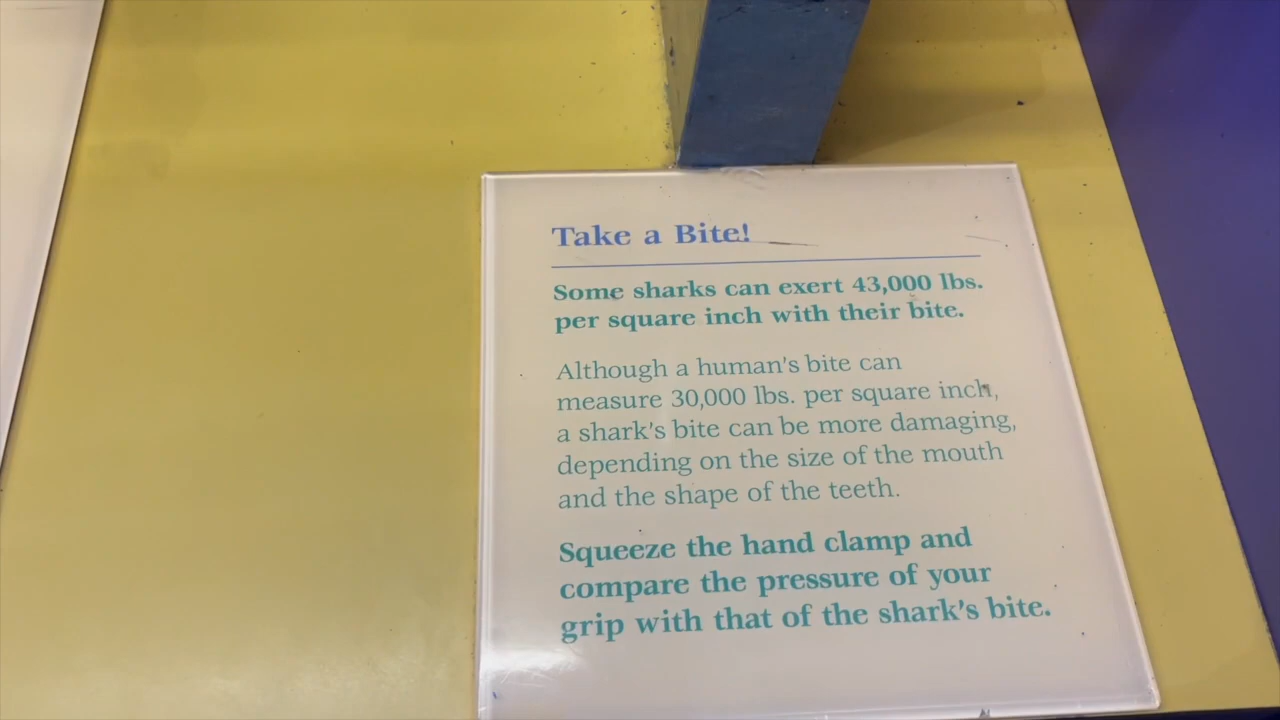 Take a Bite!
Some sharks can exert 43,000 lbs.
per square inch with their bite.
Although a human's bite can
measure 30,000 lbs. per square inch,
a shark's bite can be more damaging,
depending on the size of the mouth
and the shape of the teeth.
Squeeze the hand clamp and
compare the pressure of your
grip with that of the shark's bite.